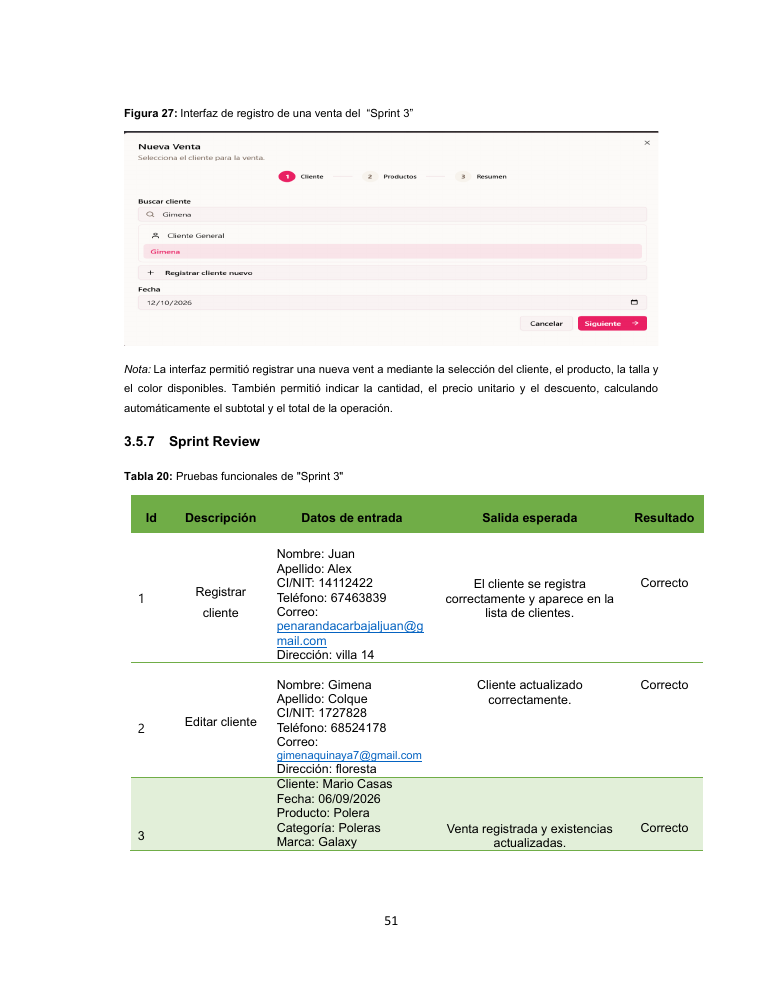 Figura 27: Interfaz de registro de una venta del “Sprint 3”
Nueva Venta
Selecciona el cliente para la venta.
1 Cliente 2 Productos 3 Resumen
Buscar cliente
Gimena
Cliente General
Gimena
+ Registrar cliente nuevo
Fecha
12/10/2026
Cancelar Siguiente →
Nota: La interfaz permitió registrar una nueva vent a mediante la selección del cliente, el producto, la talla y
el color disponibles. También permitió indicar la cantidad, el precio unitario y el descuento, calculando
automáticamente el subtotal y el total de la operación.
3.5.7 Sprint Review
Tabla 20: Pruebas funcionales de "Sprint 3"
Id Descripción Datos de entrada Salida esperada Resultado
1
Registrar
cliente
Nombre: Juan
Apellido: Alex
CI/NIT: 14112422
Teléfono: 67463839
Correo:
penarandacarbajaljuan@g
mail.com
Dirección: villa 14
El cliente se registra
correctamente y aparece en la
lista de clientes.
Correcto
2
Editar cliente
Nombre: Gimena
Apellido: Colque
CI/NIT: 1727828
Teléfono: 68524178
Correo:
gimenaquinaya7@gmail.com
Dirección: floresta
Cliente actualizado
correctamente.
Correcto
3
Cliente: Mario Casas
Fecha: 06/09/2026
Producto: Polera
Categoría: Poleras
Marca: Galaxy
Venta registrada y existencias
actualizadas.
Correcto
51